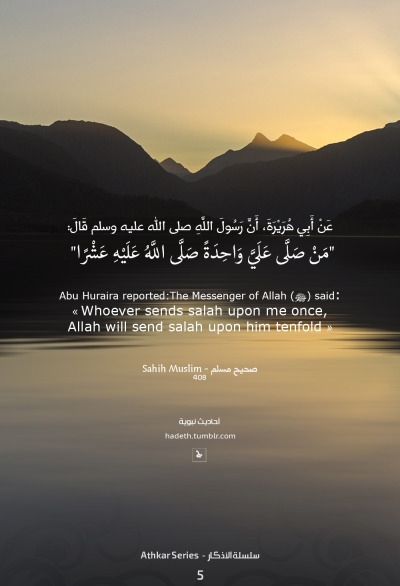 عَنْ أَبِي هُرَيْرَةَ، أَنَّ رَسُولَ اللَّهِ صلى الله عليه وسلم قَالَ:
"مَنْ صَلَّى عَلَيَّ وَاحِدَةً صَلَّى اللَّهُ عَلَيْهِ عَشْرًا"
Abu Huraira reported:The Messenger of Allah (ﷺ) said:
« Whoever sends salah upon me once,
Allah will send salah upon him tenfold »
Sahih Muslim - صحيح مسلم
408
احاديث نبوية
hadeth.tumblr.com
Athkar Series - سلسلة الاذكار
5